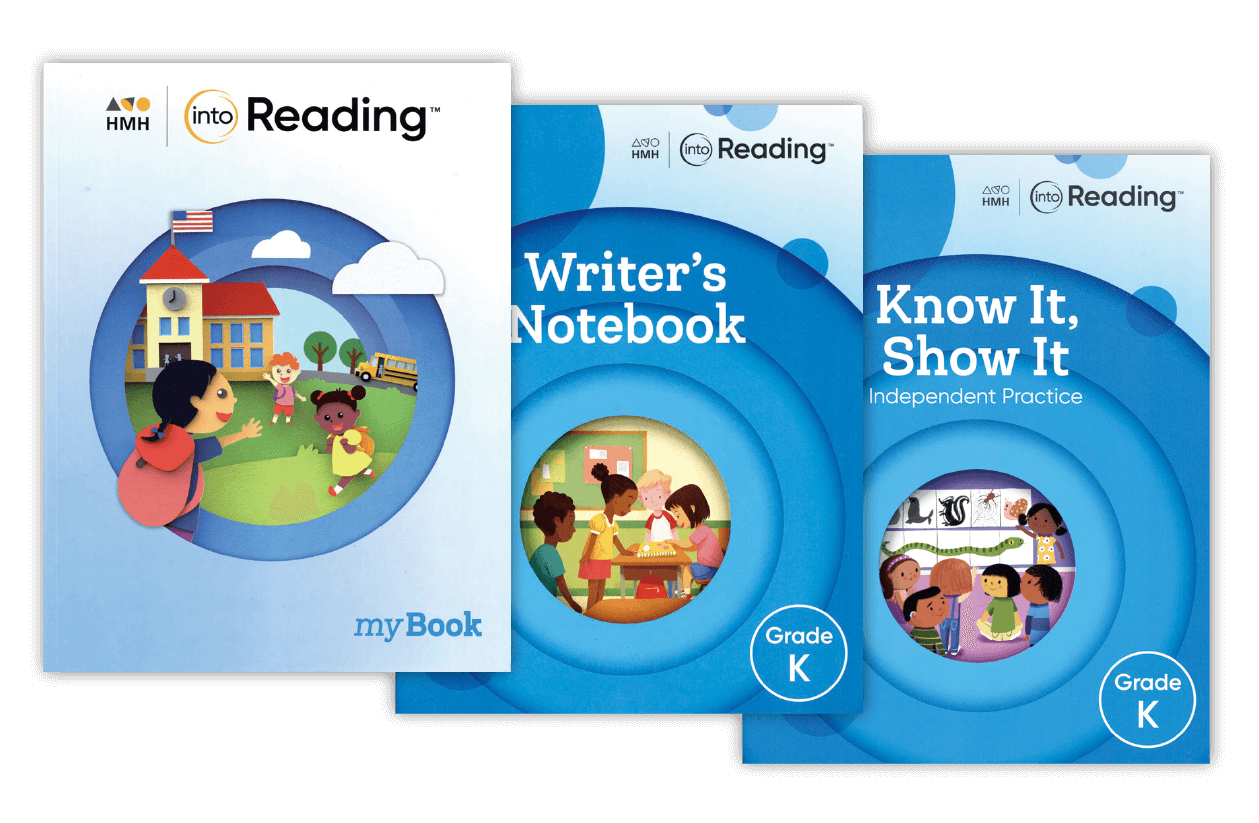 HMH
into Reading™
myBook
HMH
into Reading™
Writer's
Notebook
Grade
K
HMH
into Reading™
Know It,
Show It
Independent Practice
Grade
K